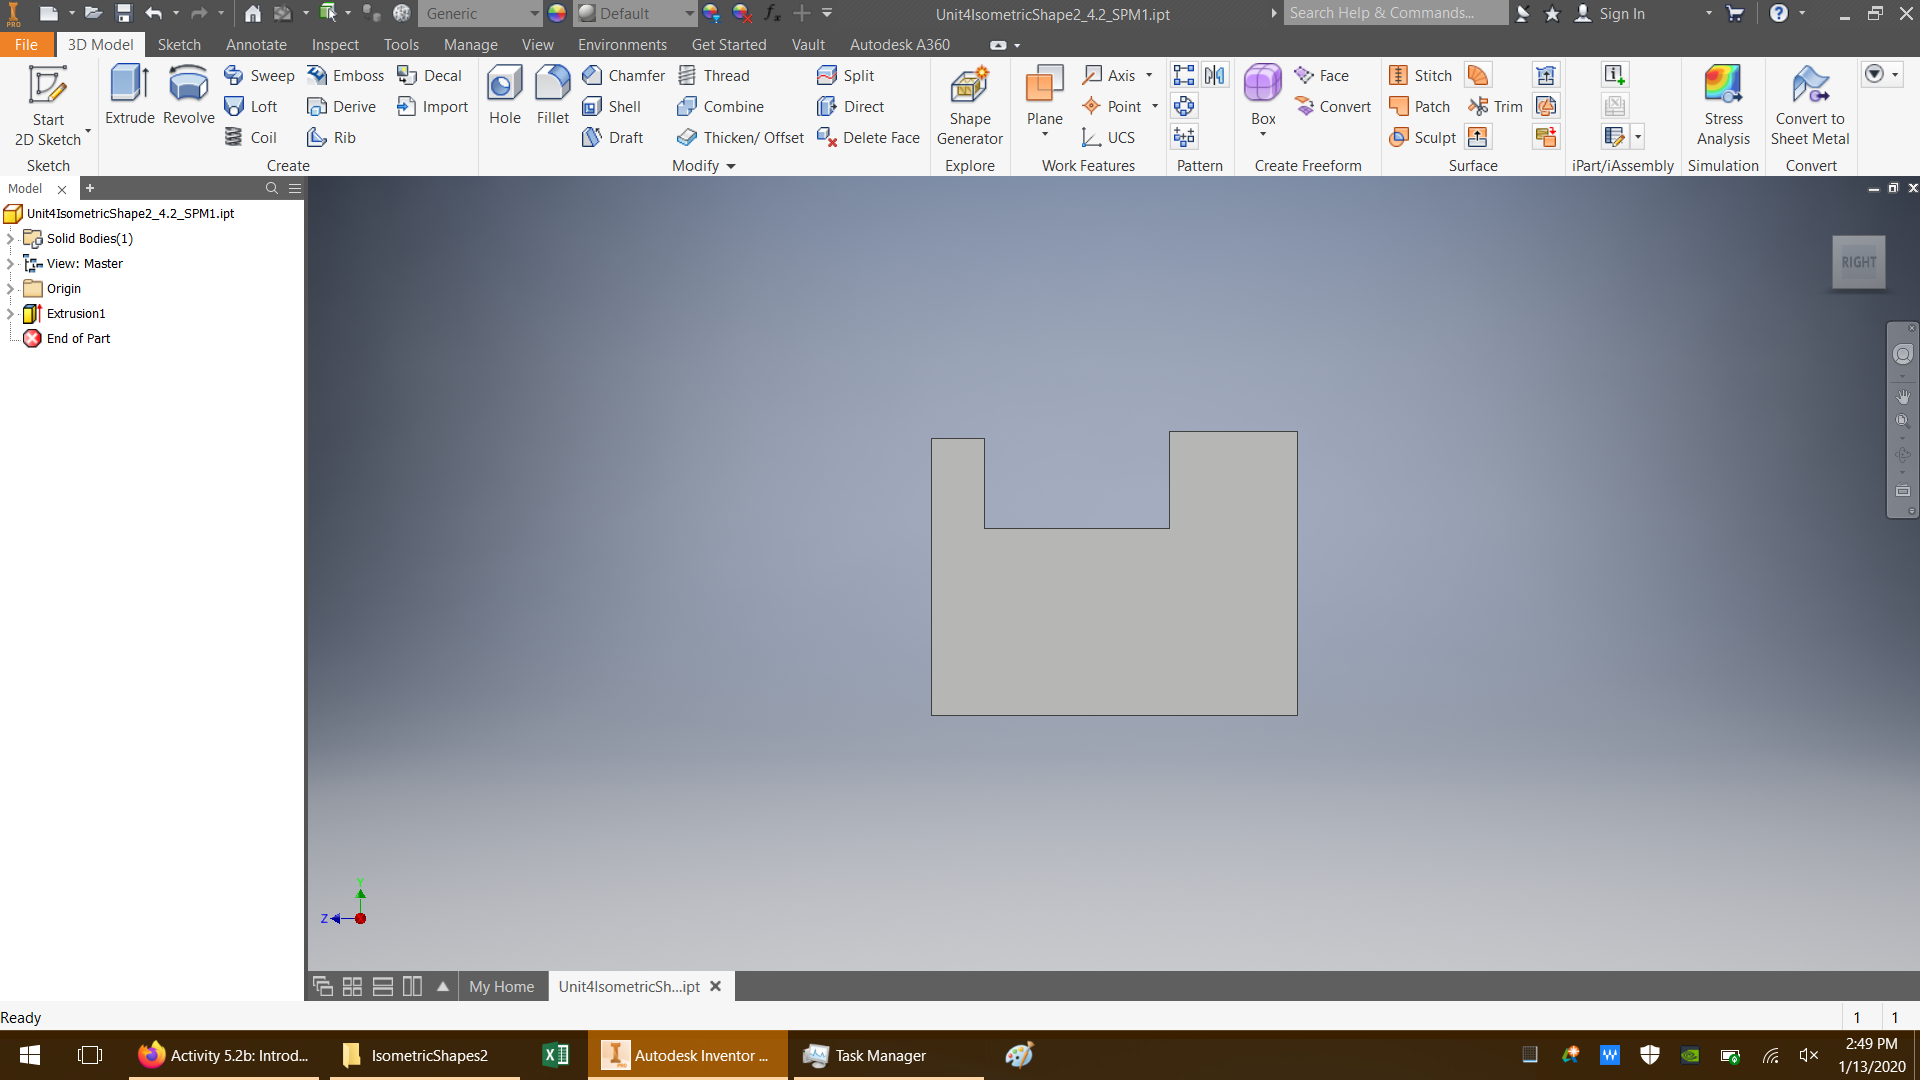 PRO Generic Default Unit4IsometricShape2_4.2_SPM1.ipt Search Help & Commands... Sign In
File 3D Model Sketch Annotate Inspect Tools Manage View Environments Get Started Vault Autodesk A360
Sweep Emboss Decal Chamfer Thread Split Axis Face Stitch
Loft Derive Import Shell Combine Direct Point Convert Patch Trim
Start Extrude Revolve Hole Fillet Shape Plane Box Stress Convert to
2D Sketch Coil Rib Draft Thicken/ Offset Delete Face Generator UCS Sculpt Analysis Sheet Metal
Sketch Create Modify Explore Work Features Pattern Create Freeform Surface iPart/iAssembly Simulation Convert
Model
Unit4IsometricShape2_4.2_SPM1.ipt
Solid Bodies(1)
View: Master
Origin
Extrusion1
End of Part
RIGHT
Y
Z
My Home Unit4IsometricSh...ipt
Ready 1 1
Activity 5.2b: Introd... IsometricShapes2 Autodesk Inventor ... Task Manager 2:49 PM
1/13/2020